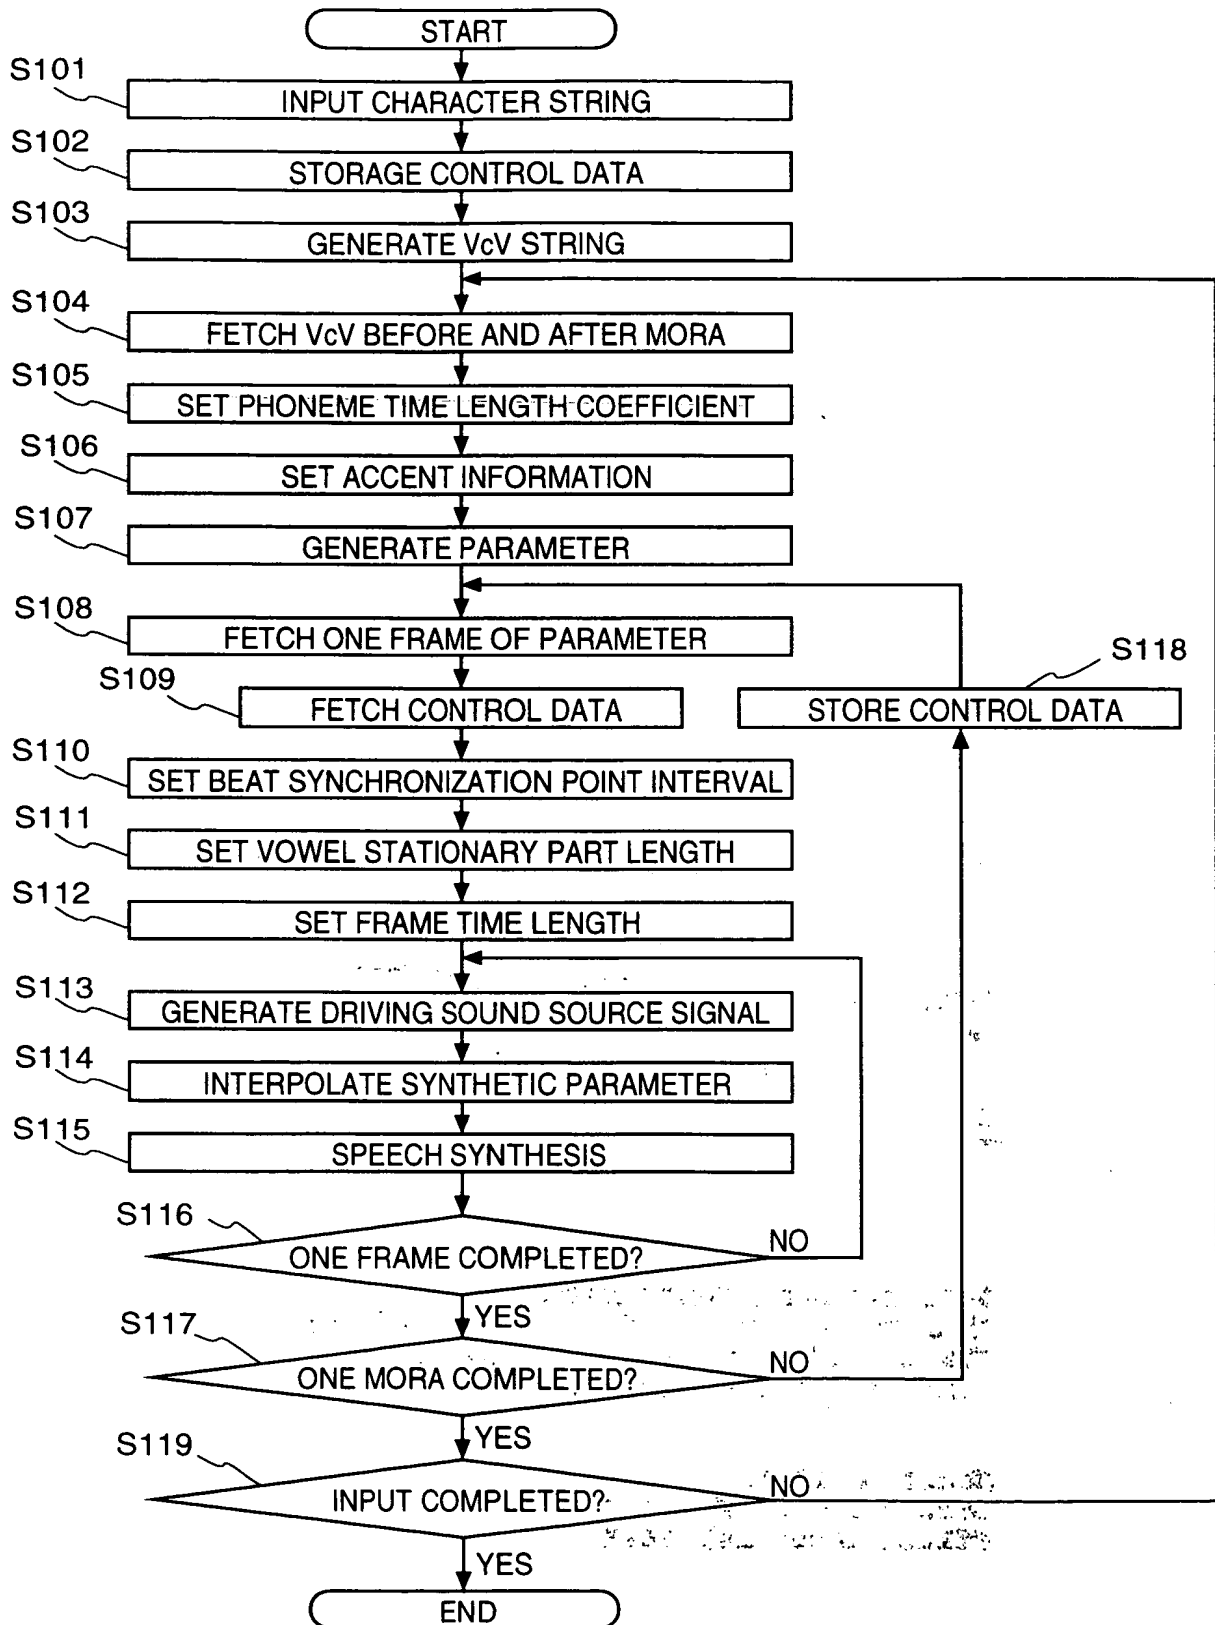 START
S101
INPUT CHARACTER STRING
S102
STORAGE CONTROL DATA
S103
GENERATE VcV STRING
S104
FETCH VcV BEFORE AND AFTER MORA
S105
SET PHONEME TIME LENGTH COEFFICIENT
S106
SET ACCENT INFORMATION
S107
GENERATE PARAMETER
S108
FETCH ONE FRAME OF PARAMETER
S109
FETCH CONTROL DATA
S118
STORE CONTROL DATA
S110
SET BEAT SYNCHRONIZATION POINT INTERVAL
S111
SET VOWEL STATIONARY PART LENGTH
S112
SET FRAME TIME LENGTH
S113
GENERATE DRIVING SOUND SOURCE SIGNAL
S114
INTERPOLATE SYNTHETIC PARAMETER
S115
SPEECH SYNTHESIS
S116
ONE FRAME COMPLETED?
NO
YES
S117
ONE MORA COMPLETED?
NO
YES
S119
INPUT COMPLETED?
NO
YES
END